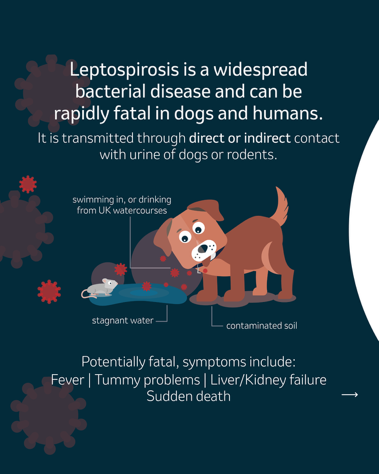 Leptospirosis is a widespread
bacterial disease and can be
rapidly fatal in dogs and humans.
It is transmitted through direct or indirect contact
with urine of dogs or rodents.
swimming in, or drinking
from UK watercourses
stagnant water
contaminated soil
Potentially fatal, symptoms include:
Fever | Tummy problems | Liver/Kidney failure
Sudden death